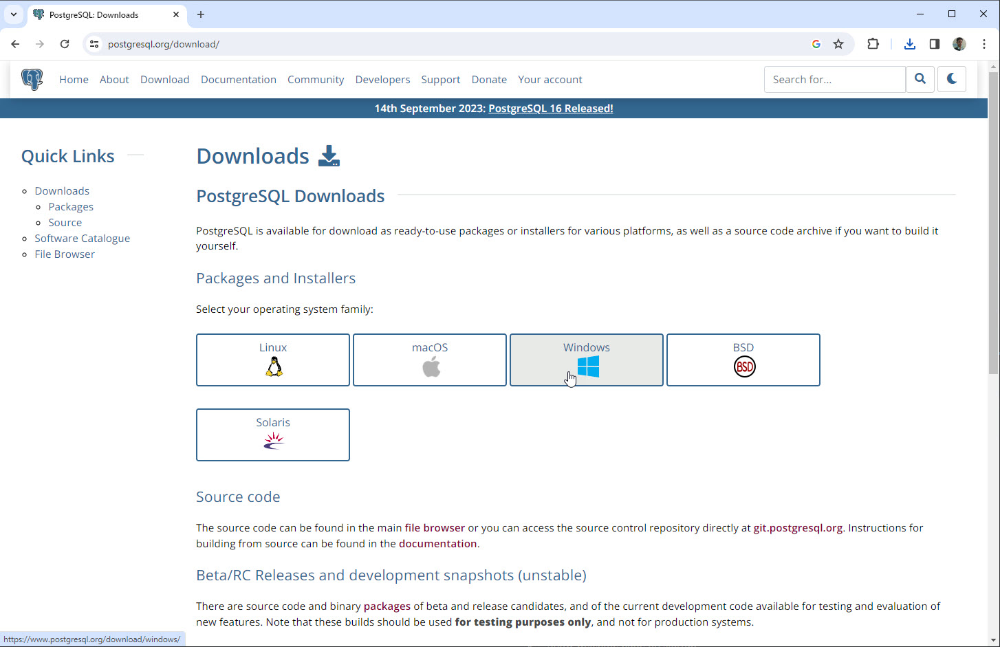 PostgreSQL: Downloads
postgresql.org/download/
Home About Download Documentation Community Developers Support Donate Your account
Search for...
14th September 2023: PostgreSQL 16 Released!
Quick Links
Downloads
Packages
Source
Software Catalogue
File Browser
Downloads
PostgreSQL Downloads
PostgreSQL is available for download as ready-to-use packages or installers for various platforms, as well as a source code archive if you want to build it
yourself.
Packages and Installers
Select your operating system family:
Linux
macOS
Windows
BSD
BSD
Solaris
Source code
The source code can be found in the main file browser or you can access the source control repository directly at git.postgresql.org. Instructions for
building from source can be found in the documentation.
Beta/RC Releases and development snapshots (unstable)
There are source code and binary packages of beta and release candidates, and of the current development code available for testing and evaluation of
new features. Note that these builds should be used for testing purposes only, and not for production systems.
https://www.postgresql.org/download/windows/